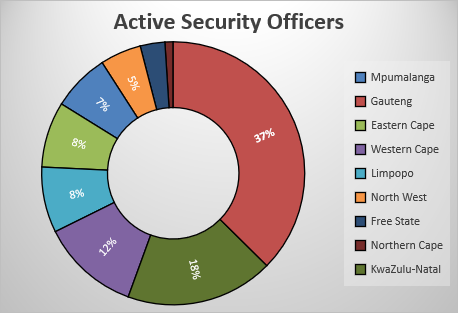 Active Security Officers
37%
18%
12%
8%
8%
7%
5%
Mpumalanga
Gauteng
Eastern Cape
Western Cape
Limpopo
North West
Free State
Northern Cape
KwaZulu-Natal